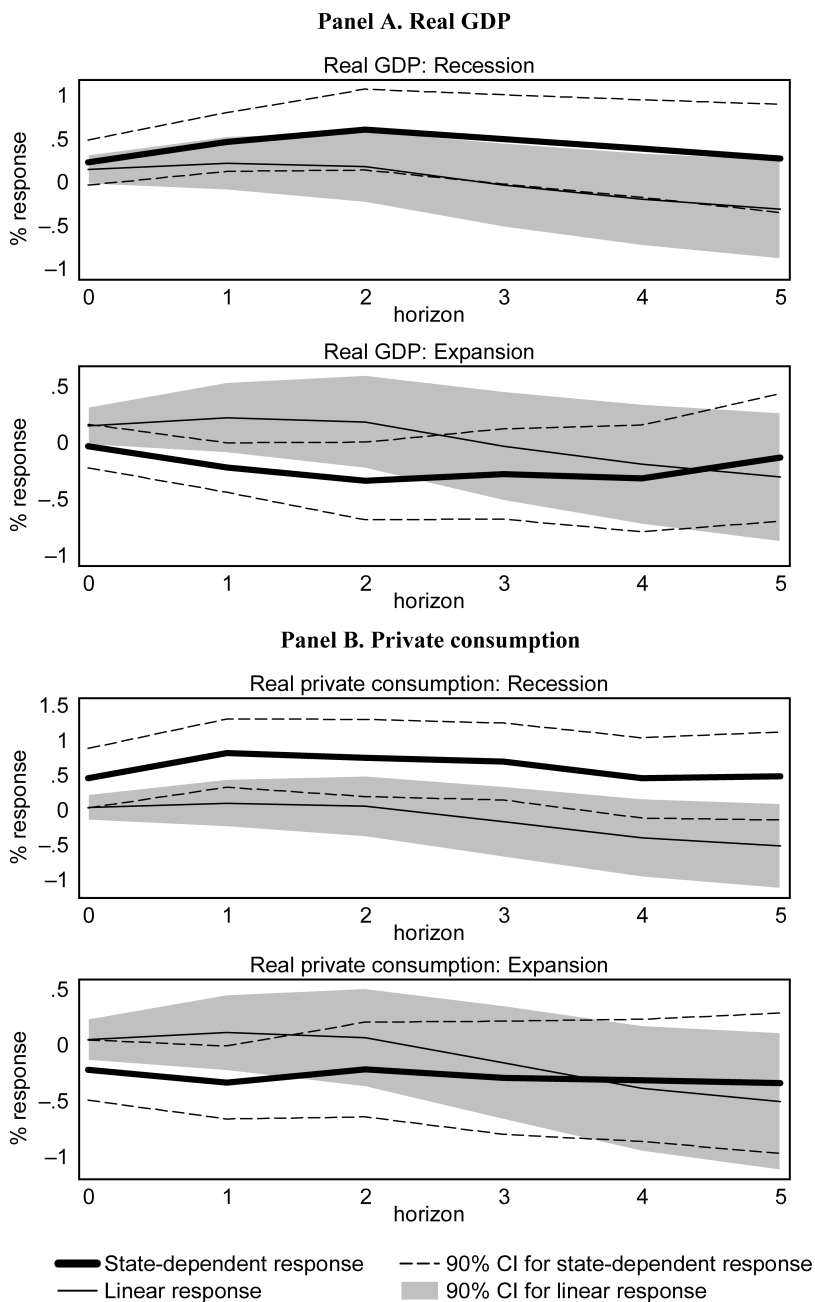 Panel A. Real GDP
Real GDP: Recession
1
.5
0
–.5
–1
% response
0 1 2 3 4 5
horizon
Real GDP: Expansion
.5
0
–.5
–1
% response
0 1 2 3 4 5
horizon
Panel B. Private consumption
Real private consumption: Recession
1.5
1
.5
0
–.5
–1
% response
0 1 2 3 4 5
horizon
Real private consumption: Expansion
.5
0
–.5
–1
% response
0 1 2 3 4 5
horizon
State-dependent response 90% CI for state-dependent response
Linear response 90% CI for linear response